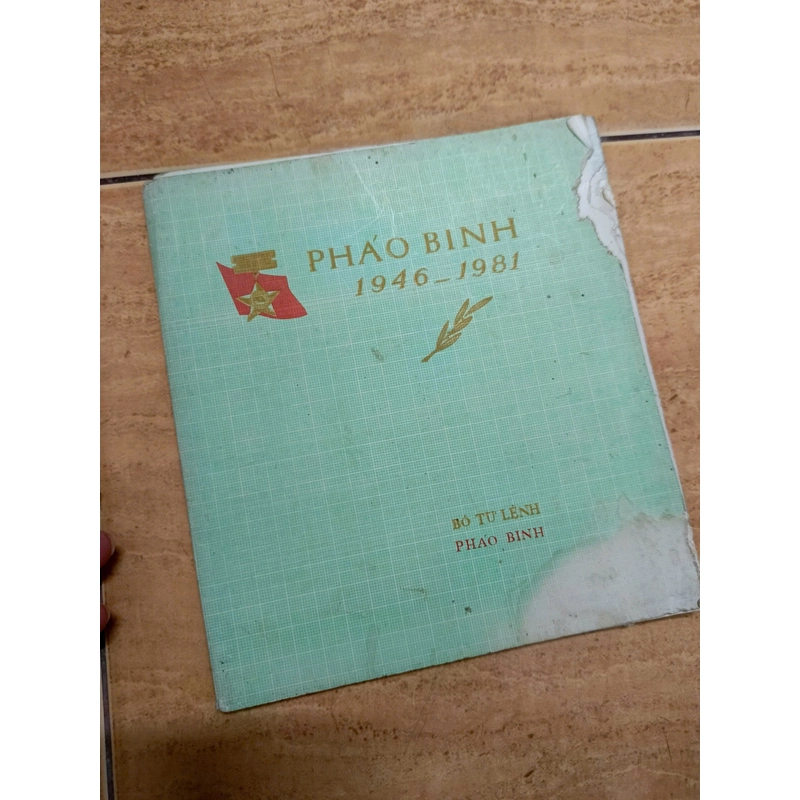 PHÁO BINH
1946-1981
BỘ TƯ LỆNH
PHÁO BINH